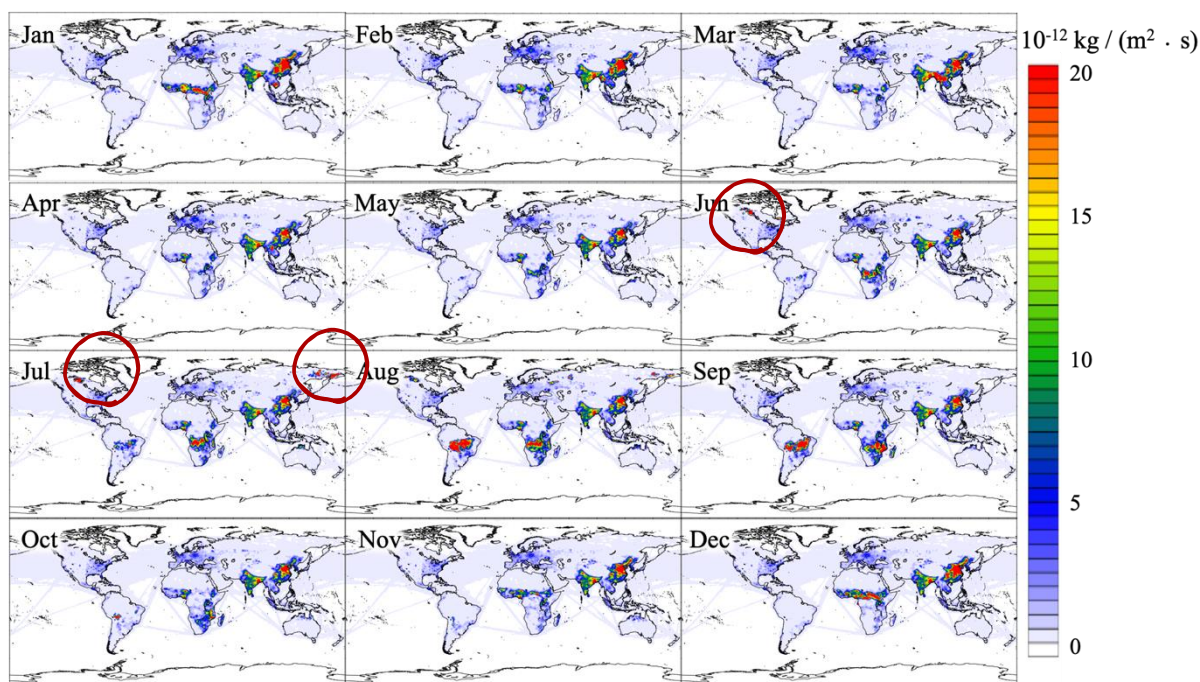 Jan
Feb
Mar
10⁻¹² kg / (m² · s)
20
15
10
5
0
Apr
May
Jun
Jul
Aug
Sep
Oct
Nov
Dec